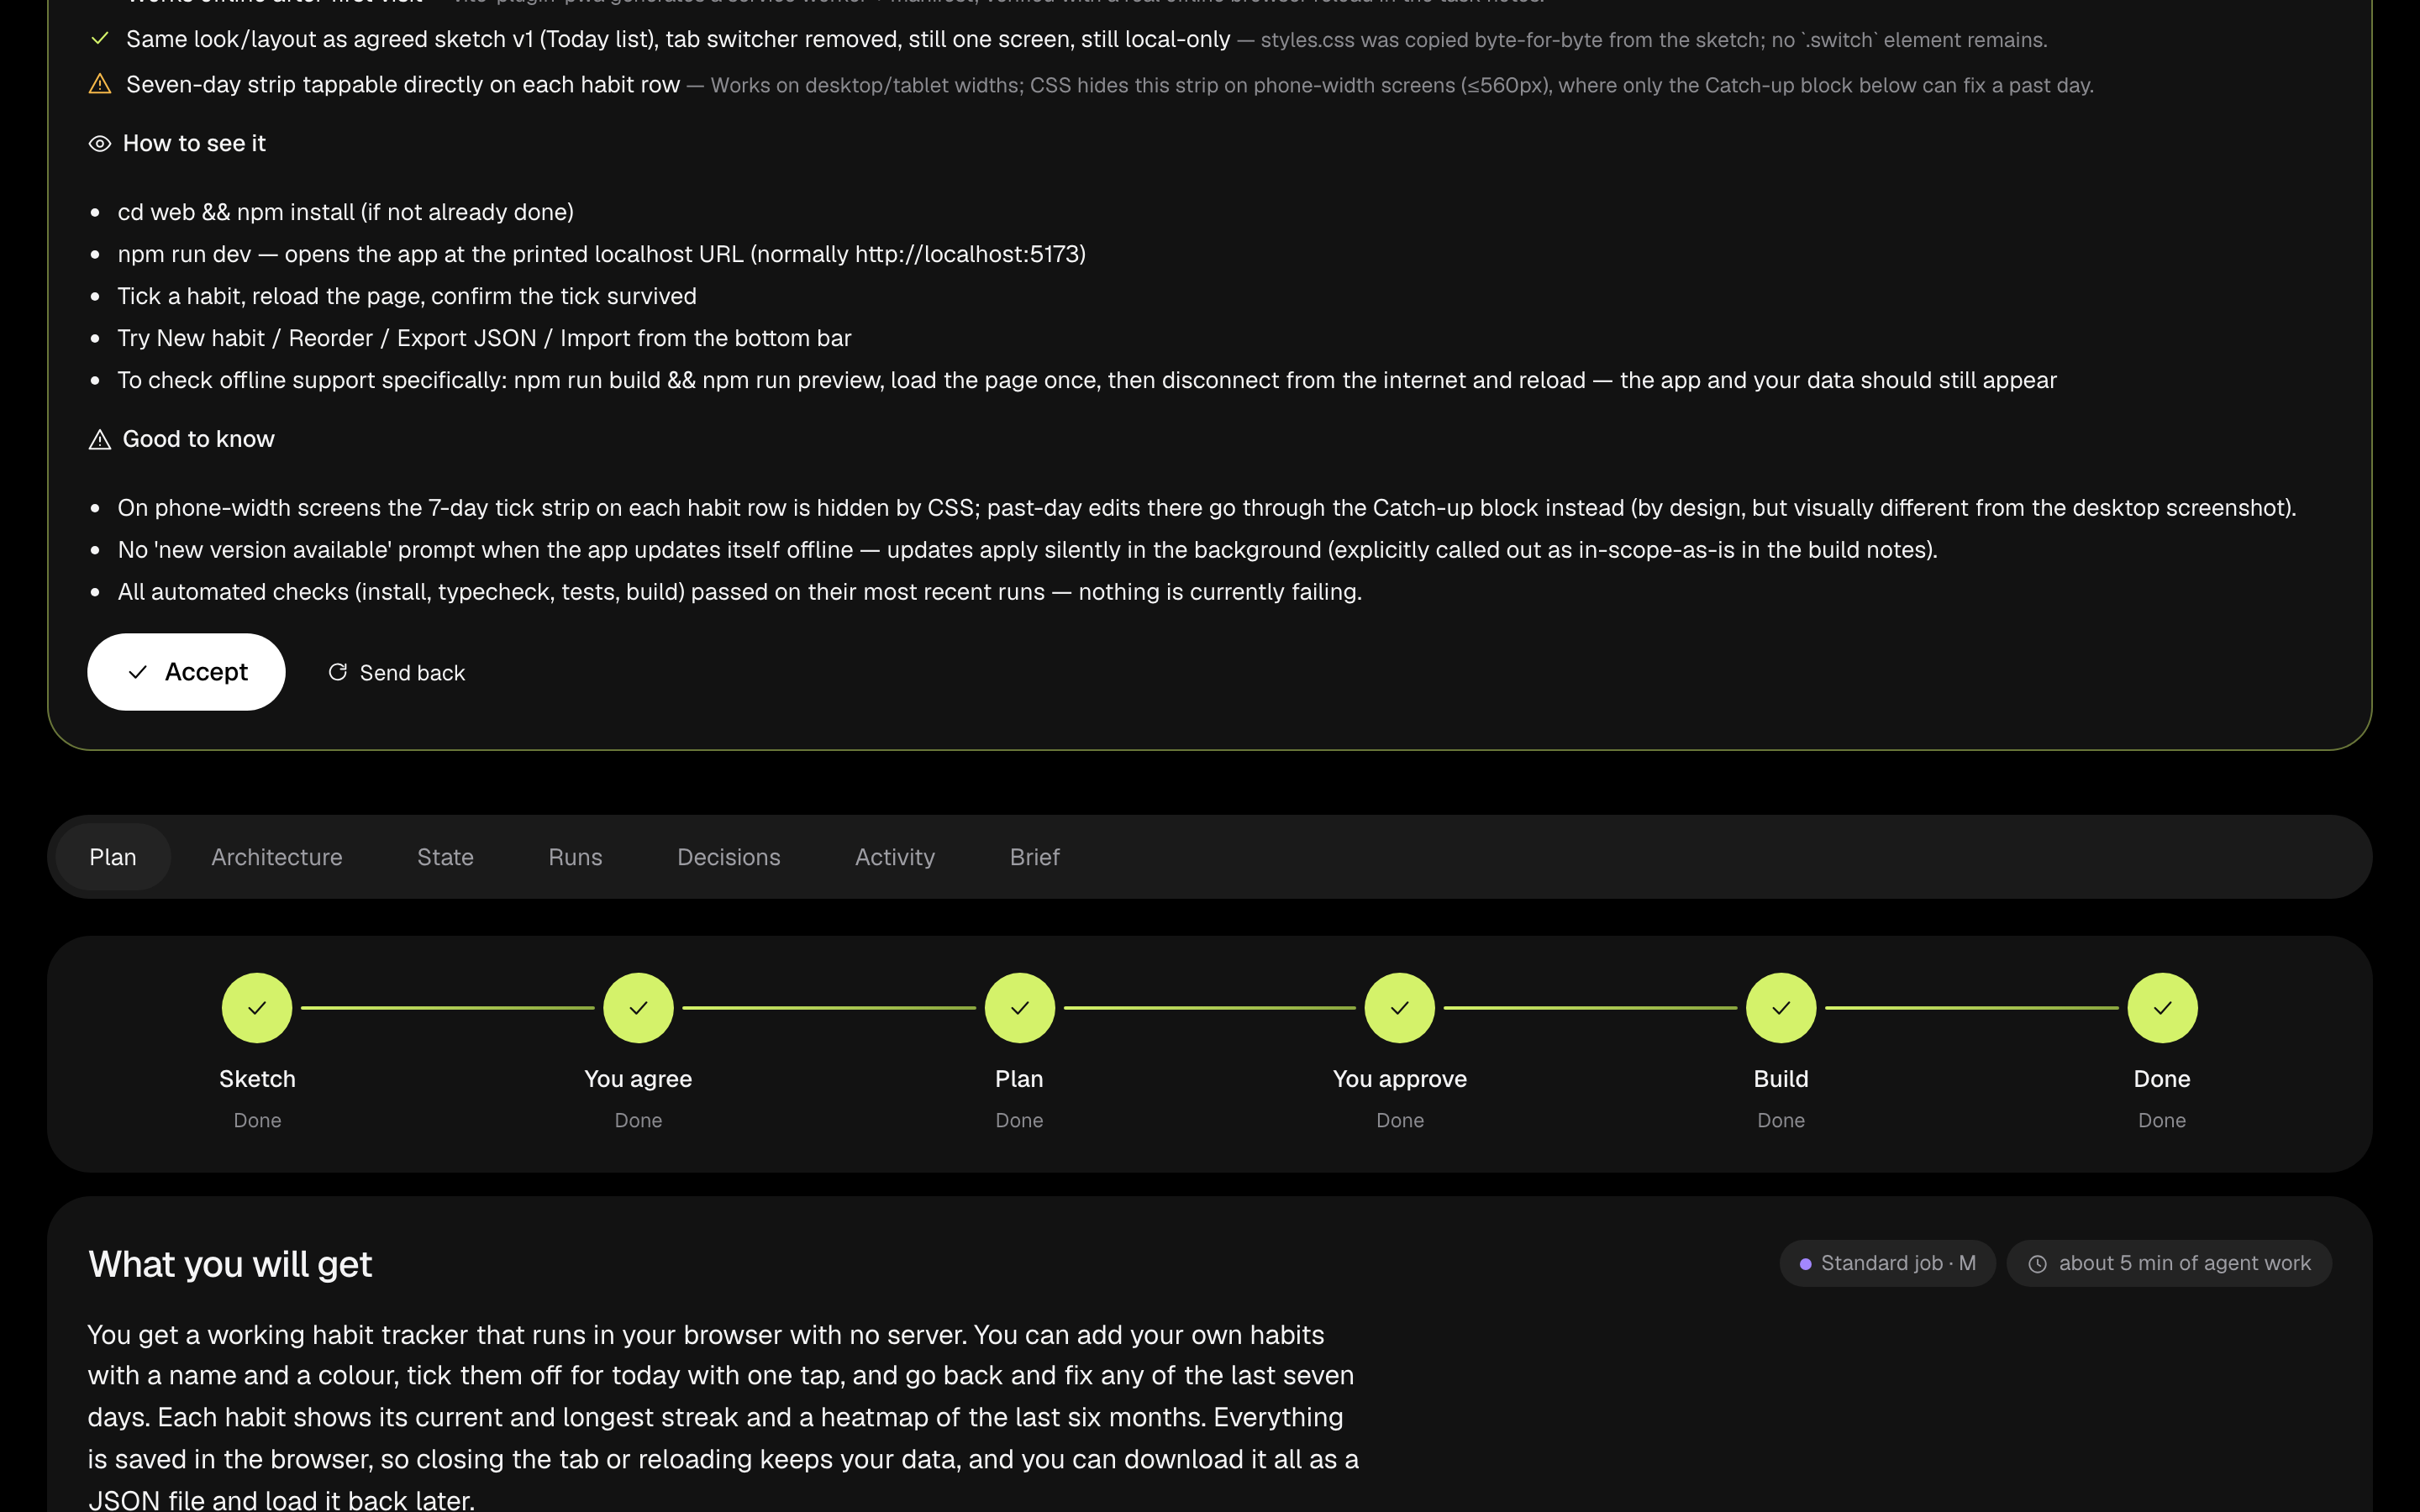 Same look/layout as agreed sketch v1 (Today list), tab switcher removed, still one screen, still local-only — styles.css was copied byte-for-byte from the sketch; no `.switch` element remains.
Seven-day strip tappable directly on each habit row — Works on desktop/tablet widths; CSS hides this strip on phone-width screens (≤560px), where only the Catch-up block below can fix a past day.
How to see it
• cd web && npm install (if not already done)
• npm run dev — opens the app at the printed localhost URL (normally http://localhost:5173)
• Tick a habit, reload the page, confirm the tick survived
• Try New habit / Reorder / Export JSON / Import from the bottom bar
• To check offline support specifically: npm run build && npm run preview, load the page once, then disconnect from the internet and reload — the app and your data should still appear
Good to know
• On phone-width screens the 7-day tick strip on each habit row is hidden by CSS; past-day edits there go through the Catch-up block instead (by design, but visually different from the desktop screenshot).
• No 'new version available' prompt when the app updates itself offline — updates apply silently in the background (explicitly called out as in-scope-as-is in the build notes).
• All automated checks (install, typecheck, tests, build) passed on their most recent runs — nothing is currently failing.
Accept Send back
Plan Architecture State Runs Decisions Activity Brief
Sketch You agree Plan You approve Build Done
Done Done Done Done Done Done
What you will get Standard job · M about 5 min of agent work
You get a working habit tracker that runs in your browser with no server. You can add your own habits
with a name and a colour, tick them off for today with one tap, and go back and fix any of the last seven
days. Each habit shows its current and longest streak and a heatmap of the last six months. Everything
is saved in the browser, so closing the tab or reloading keeps your data, and you can download it all as a
JSON file and load it back later.